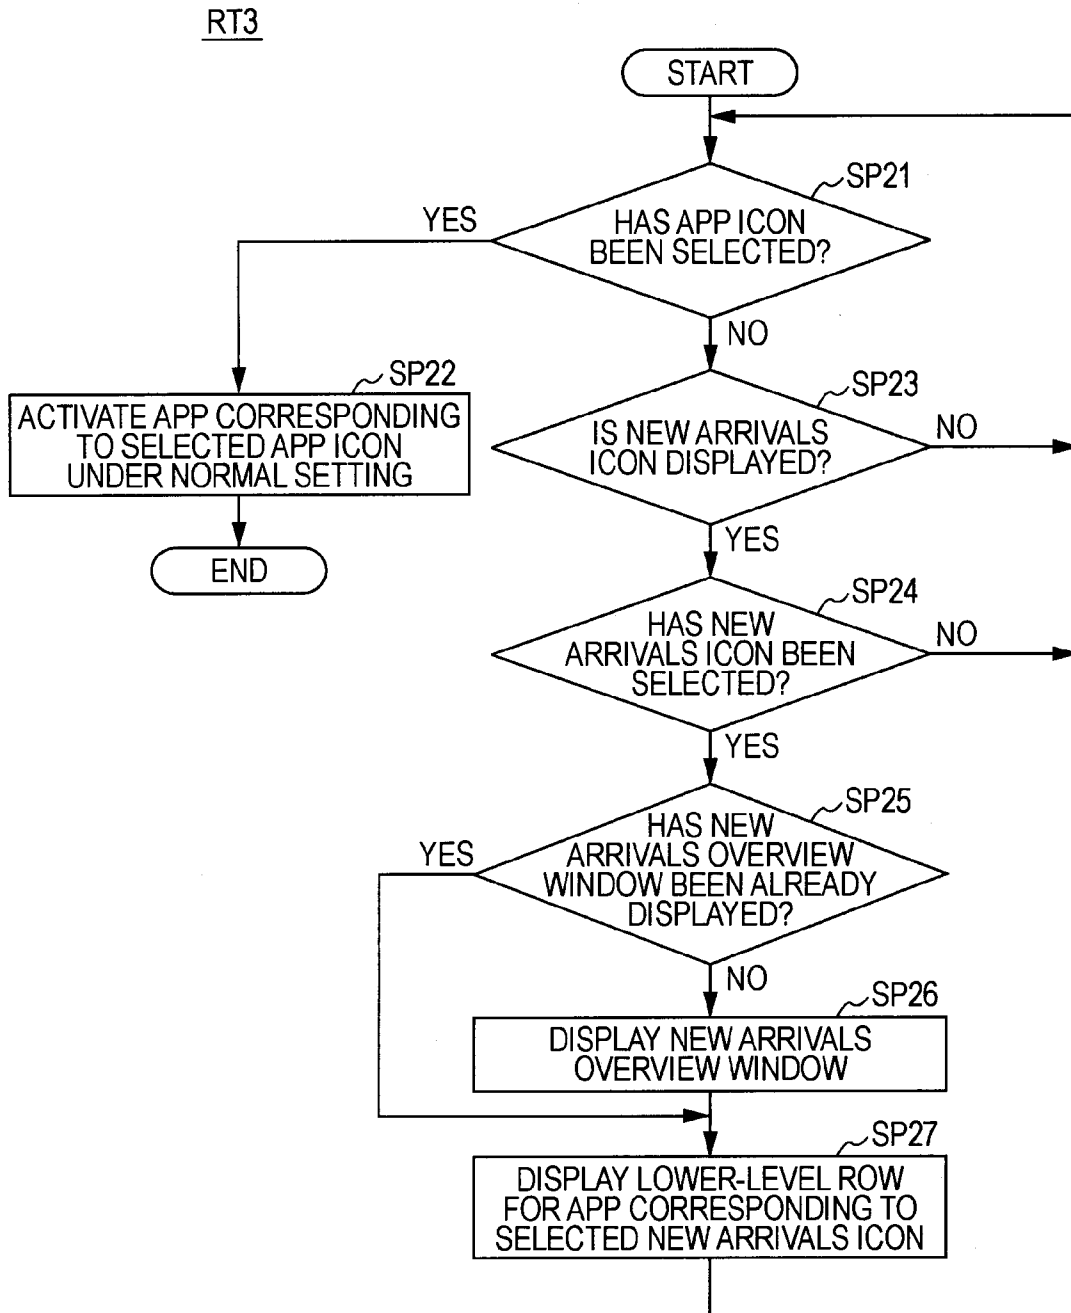 RT3
START
SP21
YES
HAS APP ICON
BEEN SELECTED?
NO
SP22
ACTIVATE APP CORRESPONDING
TO SELECTED APP ICON
UNDER NORMAL SETTING
END
SP23
IS NEW ARRIVALS
ICON DISPLAYED?
NO
YES
SP24
HAS NEW
ARRIVALS ICON BEEN
SELECTED?
NO
YES
SP25
YES
HAS NEW
ARRIVALS OVERVIEW
WINDOW BEEN ALREADY
DISPLAYED?
NO
SP26
DISPLAY NEW ARRIVALS
OVERVIEW WINDOW
SP27
DISPLAY LOWER-LEVEL ROW
FOR APP CORRESPONDING TO
SELECTED NEW ARRIVALS ICON